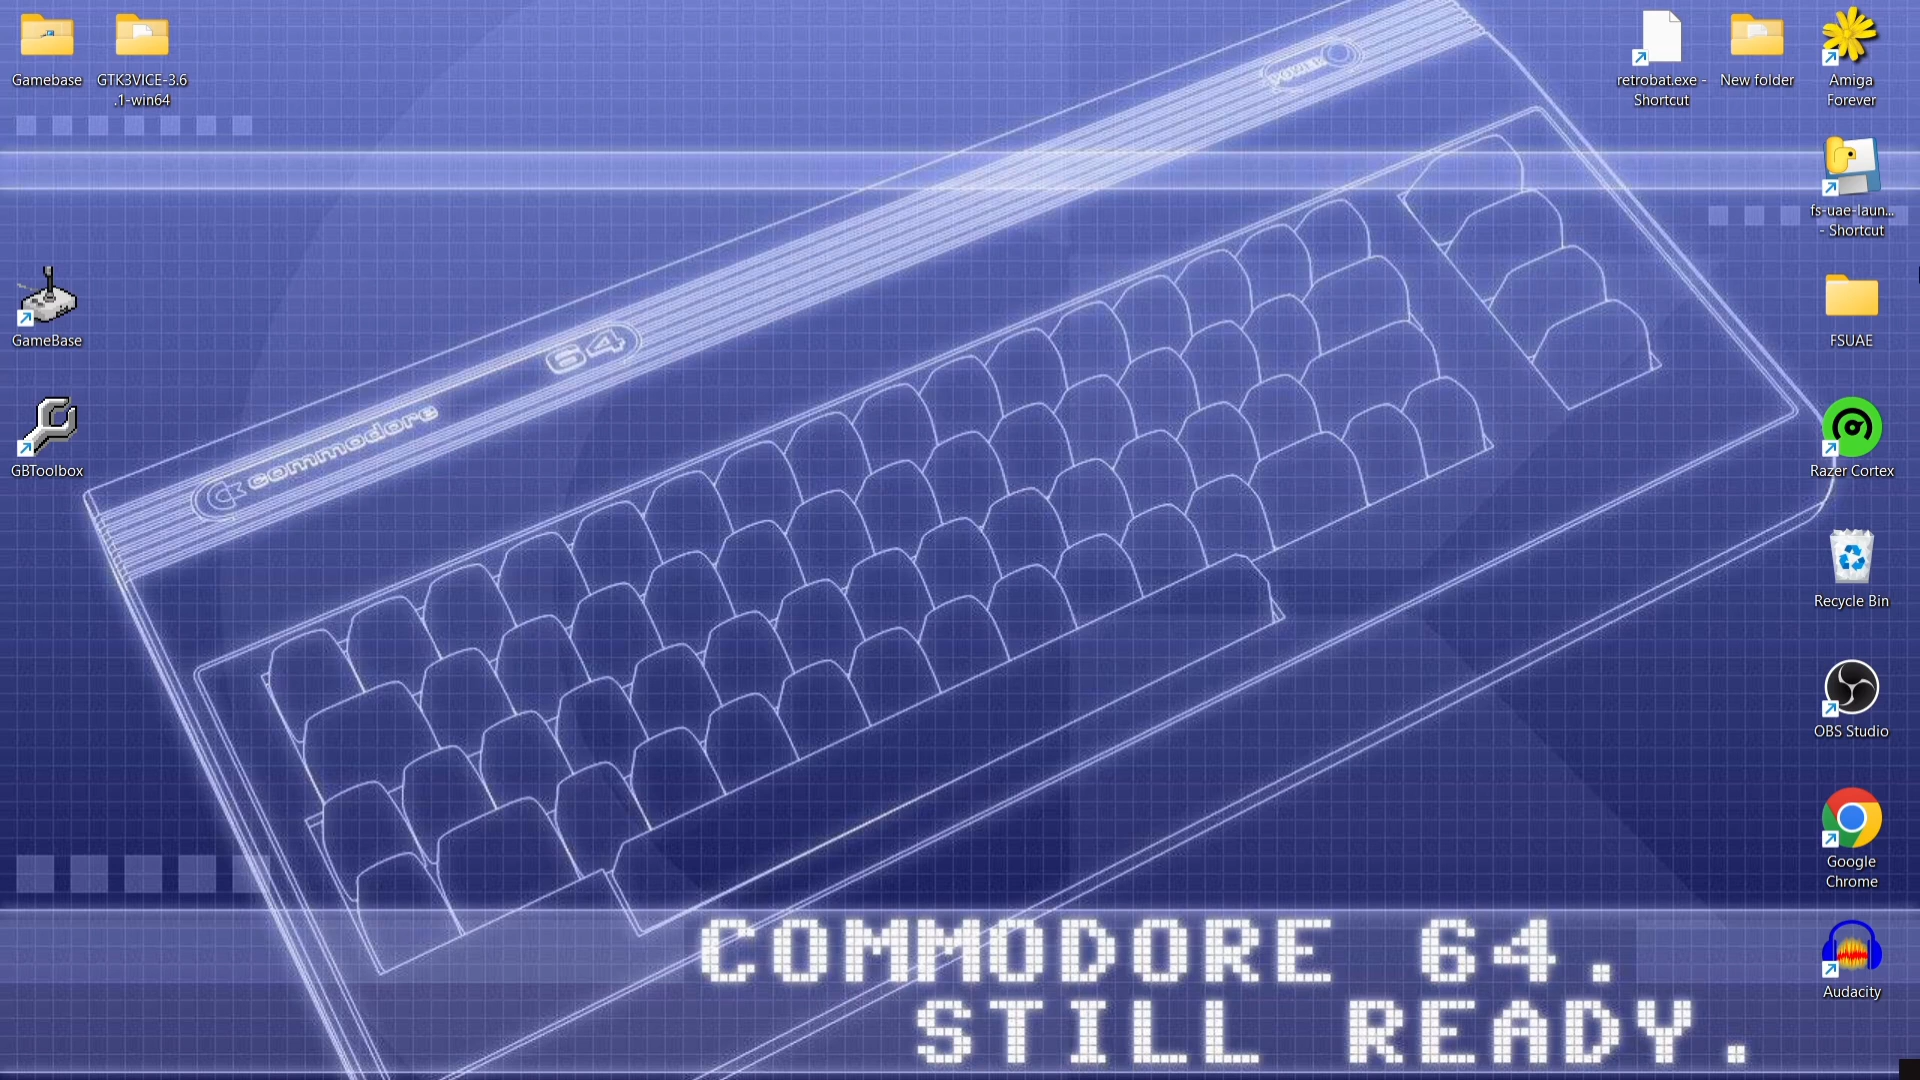 Gamebase
GTK3VICE-3.6
.1-win64
retrobat.exe -
Shortcut
New folder
Amiga
Forever
POWER
fs-uae-laun...
- Shortcut
GameBase
FSUAE
64
commodore
GBToolbox
Razer Cortex
Recycle Bin
OBS Studio
Google
Chrome
COMMODORE 64.
STILL READY.
Audacity